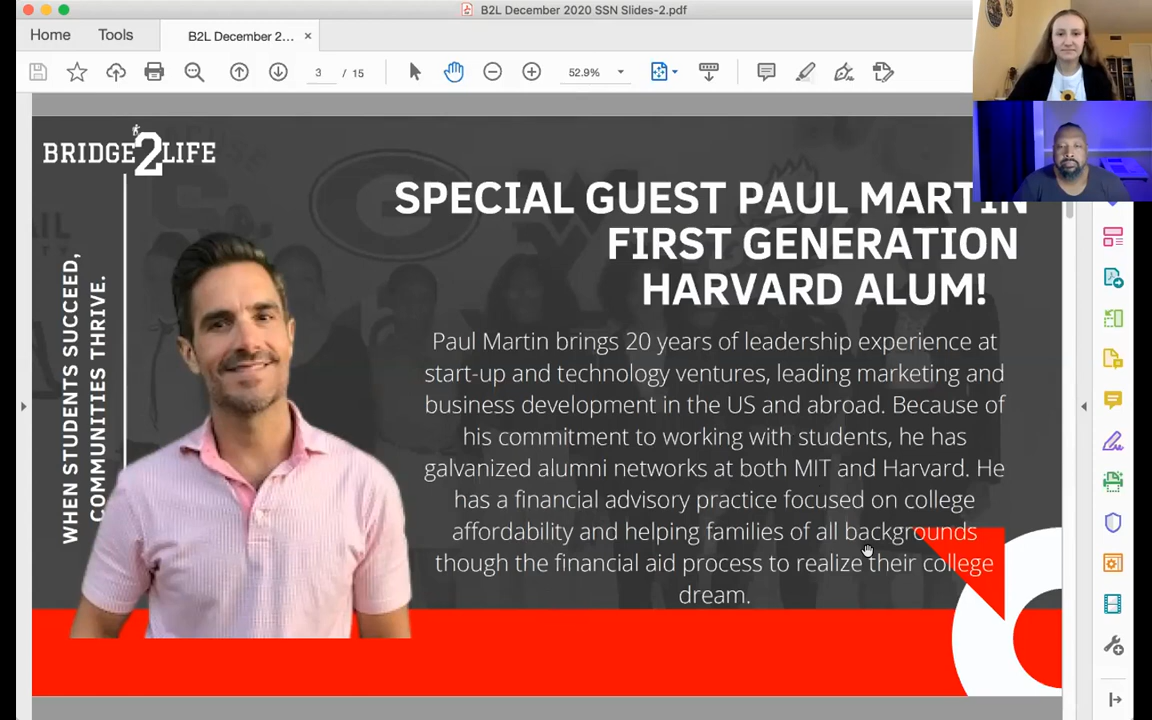 B2L December 2020 SSN Slides-2.pdf
Home
Tools
B2L December 2...
3 / 15
52.9%
BRIDGE2LIFE
WHEN STUDENTS SUCCEED,
COMMUNITIES THRIVE.
SPECIAL GUEST PAUL MARTIN
FIRST GENERATION
HARVARD ALUM!
Paul Martin brings 20 years of leadership experience at
start-up and technology ventures, leading marketing and
business development in the US and abroad. Because of
his commitment to working with students, he has
galvanized alumni networks at both MIT and Harvard. He
has a financial advisory practice focused on college
affordability and helping families of all backgrounds
though the financial aid process to realize their college
dream.